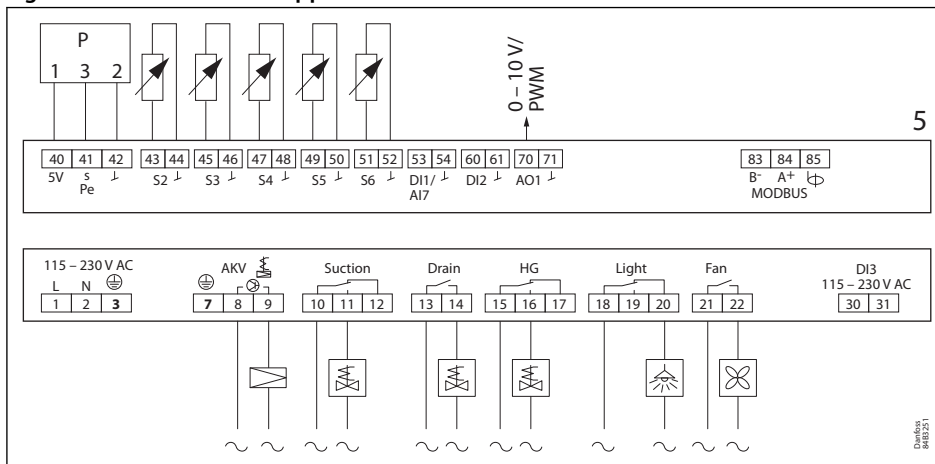 P
1 3 2
0 – 10 V/
PWM
5
40 41 42 43 44 45 46 47 48 49 50 51 52 53 54 60 61 70 71 83 84 85
5V s S2 S3 S4 S5 S6 DI1/ DI2 AO1 B- A+
Pe AI7 MODBUS
115 – 230 V AC AKV Suction Drain HG Light Fan DI3
L N 115 – 230 V AC
1 2 3 7 8 9 10 11 12 13 14 15 16 17 18 19 20 21 22 30 31
Danfoss
84B3251